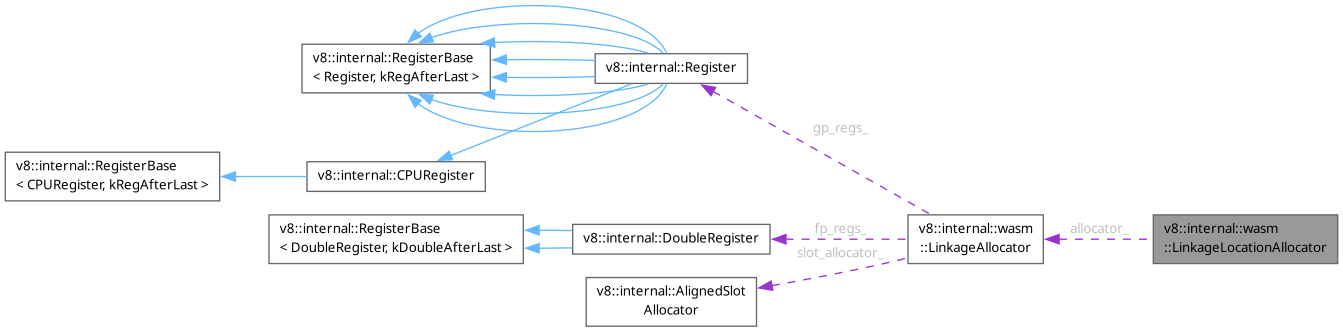 v8::internal::RegisterBase
< Register, kRegAfterLast >
v8::internal::Register
gp_regs_
v8::internal::RegisterBase
< CPURegister, kRegAfterLast >
v8::internal::CPURegister
v8::internal::RegisterBase
< DoubleRegister, kDoubleAfterLast >
v8::internal::DoubleRegister
fp_regs_
slot_allocator_
v8::internal::wasm
::LinkageAllocator
allocator_
v8::internal::wasm
::LinkageLocationAllocator
v8::internal::AlignedSlot
Allocator